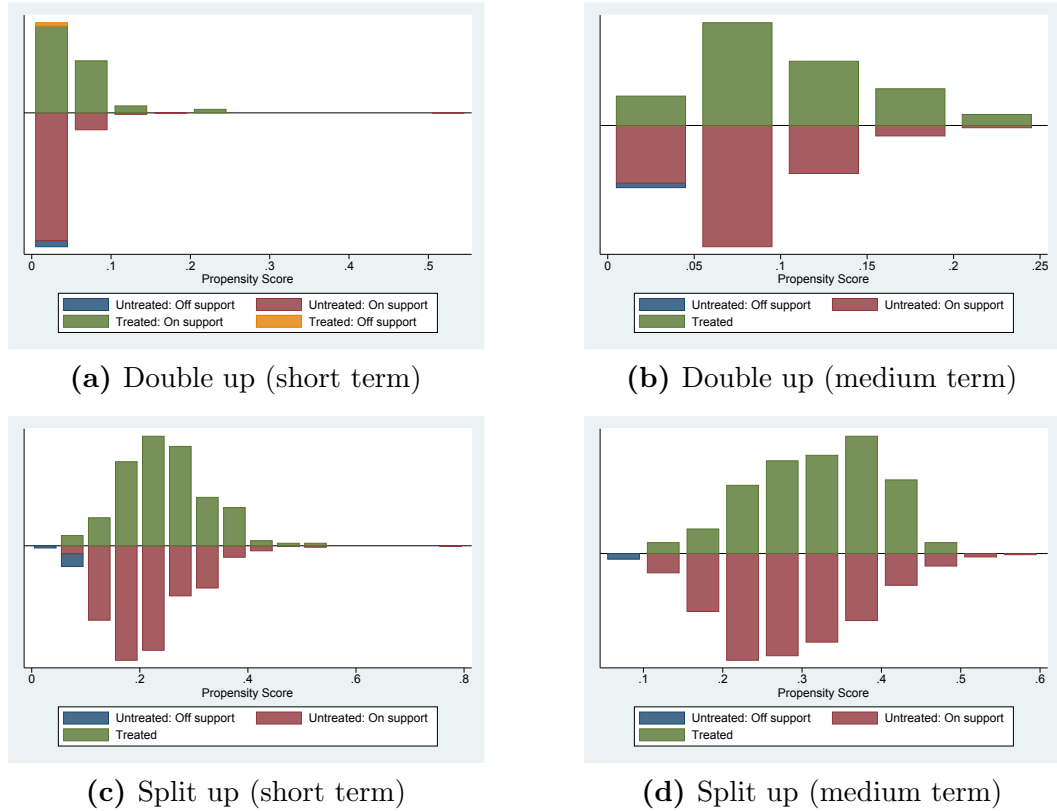 0 .1 .2 .3 .4 .5
Propensity Score
Untreated: Off support Untreated: On support
Treated: On support Treated: Off support
(a) Double up (short term)
0 .05 .1 .15 .2 .25
Propensity Score
Untreated: Off support Untreated: On support
Treated
(b) Double up (medium term)
0 .2 .4 .6 .8
Propensity Score
Untreated: Off support Untreated: On support
Treated
(c) Split up (short term)
.1 .2 .3 .4 .5 .6
Propensity Score
Untreated: Off support Untreated: On support
Treated
(d) Split up (medium term)